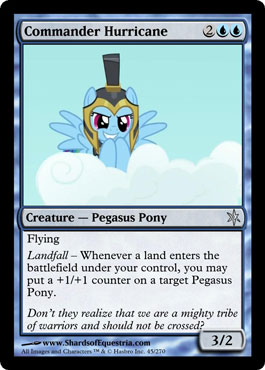 Commander Hurricane 2
Creature — Pegasus Pony
Flying
Landfall – Whenever a land enters the
battlefield under your control, you may
put a +1/+1 counter on a target Pegasus
Pony.
Don't they realize that we are a mighty tribe
of warriors and should not be crossed?
www.ShardsofEquestria.com
All Images and Characters ™ & © Hasbro Inc. 45/270
3/2